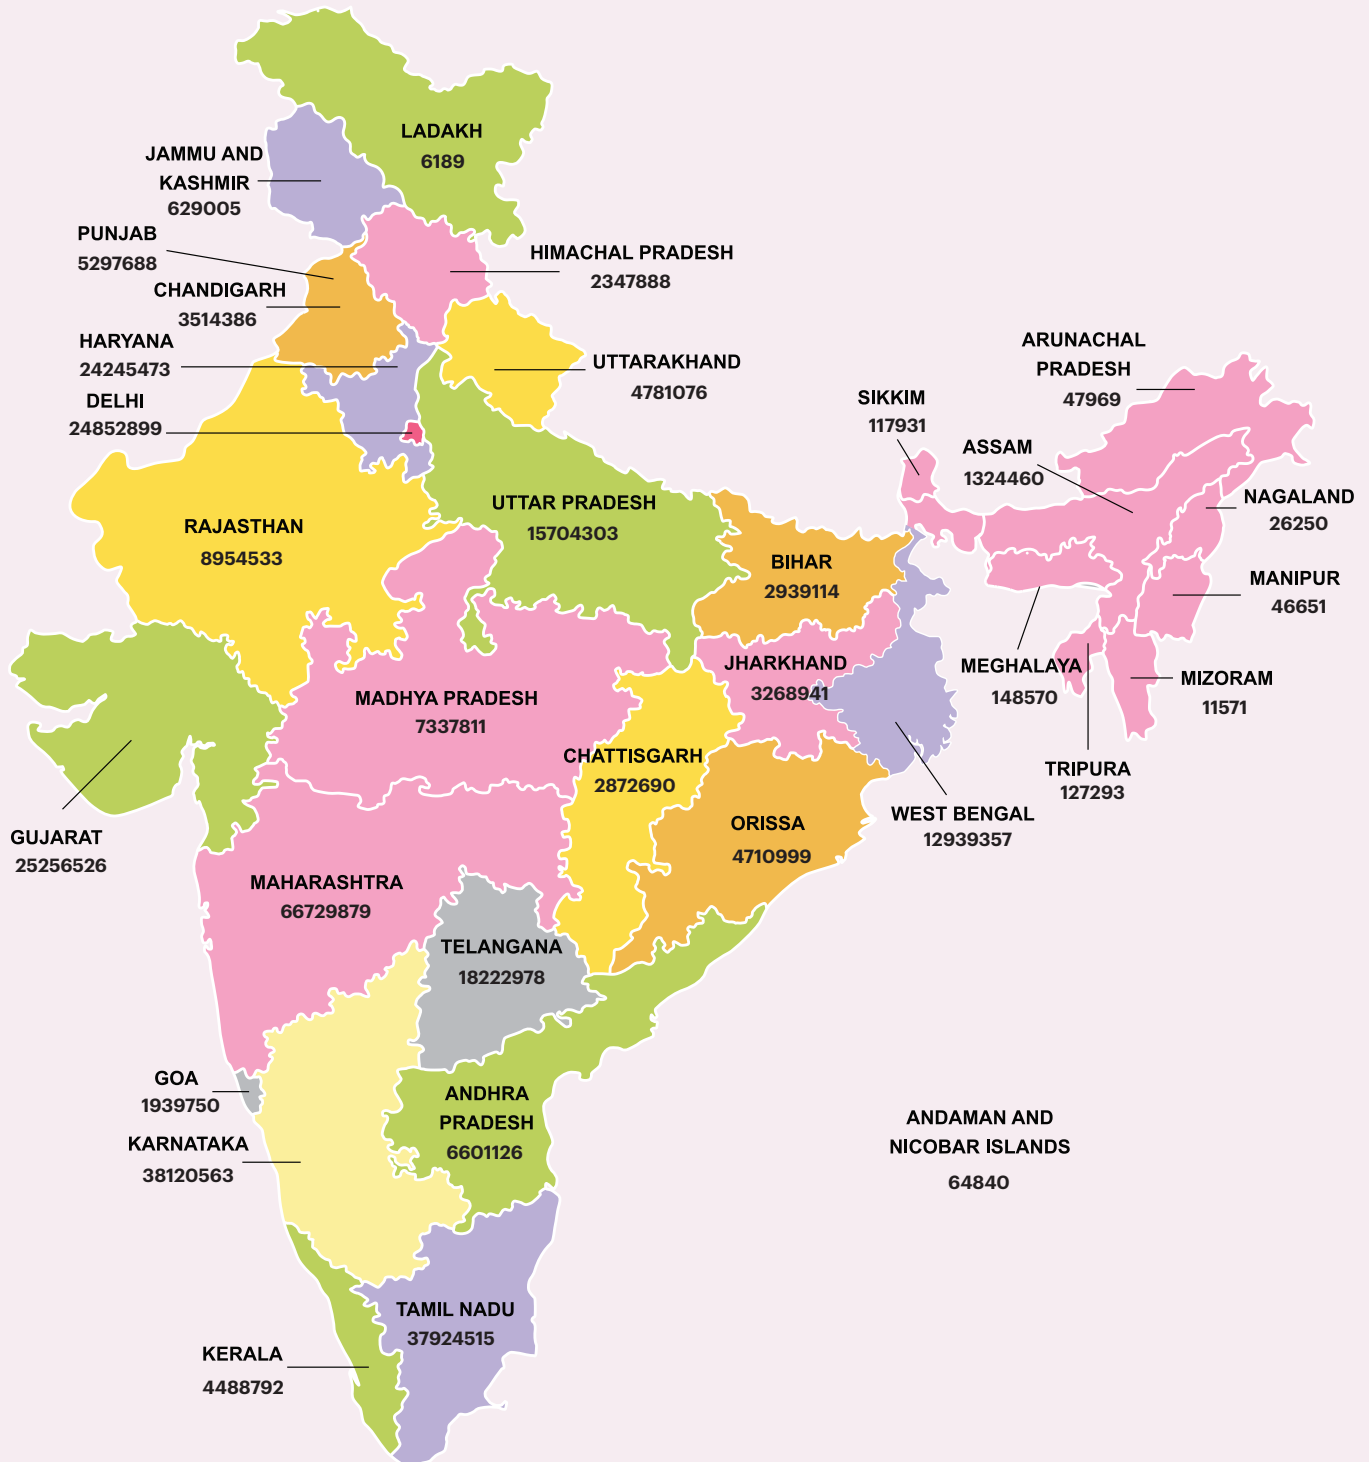 LADAKH
6189
JAMMU AND
KASHMIR
629005
PUNJAB
5297688
HIMACHAL PRADESH
2347888
CHANDIGARH
3514386
HARYANA
24245473
UTTARAKHAND
4781076
DELHI
24852899
ARUNACHAL
PRADESH
47969
SIKKIM
117931
ASSAM
1324460
NAGALAND
26250
UTTAR PRADESH
15704303
RAJASTHAN
8954533
BIHAR
2939114
MANIPUR
46651
JHARKHAND
3268941
MEGHALAYA
148570
MIZORAM
11571
MADHYA PRADESH
7337811
CHATTISGARH
2872690
TRIPURA
127293
WEST BENGAL
12939357
GUJARAT
25256526
ORISSA
4710999
MAHARASHTRA
66729879
TELANGANA
18222978
GOA
1939750
ANDHRA
PRADESH
6601126
KARNATAKA
38120563
ANDAMAN AND
NICOBAR ISLANDS
64840
TAMIL NADU
37924515
KERALA
4488792